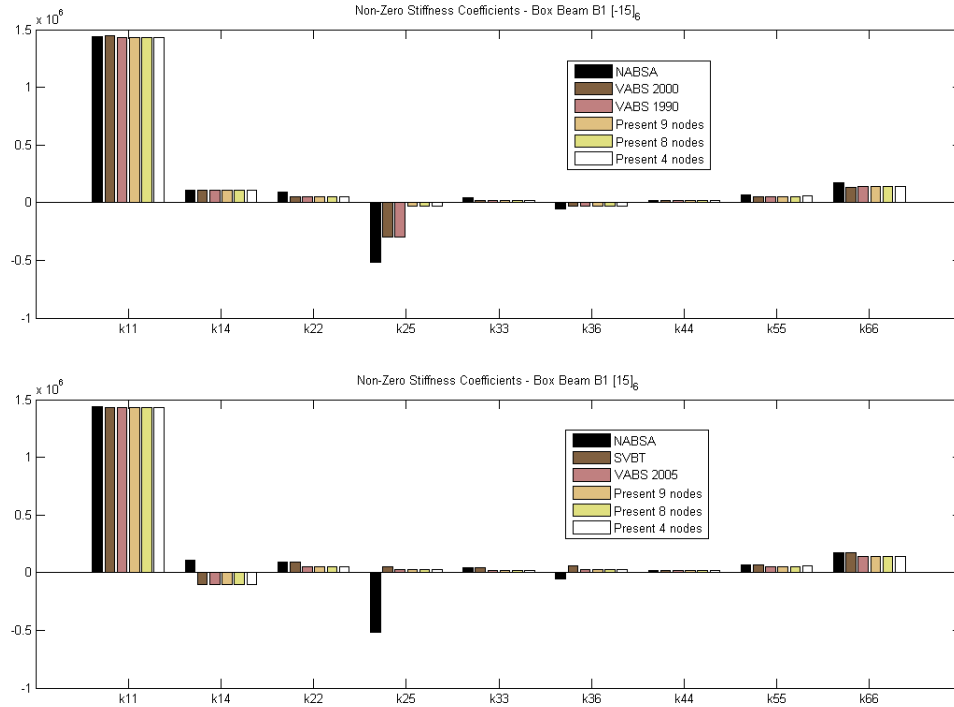 Non-Zero Stiffness Coefficients - Box Beam B1 [-15]6
x 10^6
1.5
1
0.5
0
-0.5
-1
NABSA
VABS 2000
VABS 1990
Present 9 nodes
Present 8 nodes
Present 4 nodes
k11 k14 k22 k25 k33 k36 k44 k55 k66
Non-Zero Stiffness Coefficients - Box Beam B1 [15]6
x 10^6
1.5
1
0.5
0
-0.5
-1
NABSA
SVBT
VABS 2005
Present 9 nodes
Present 8 nodes
Present 4 nodes
k11 k14 k22 k25 k33 k36 k44 k55 k66